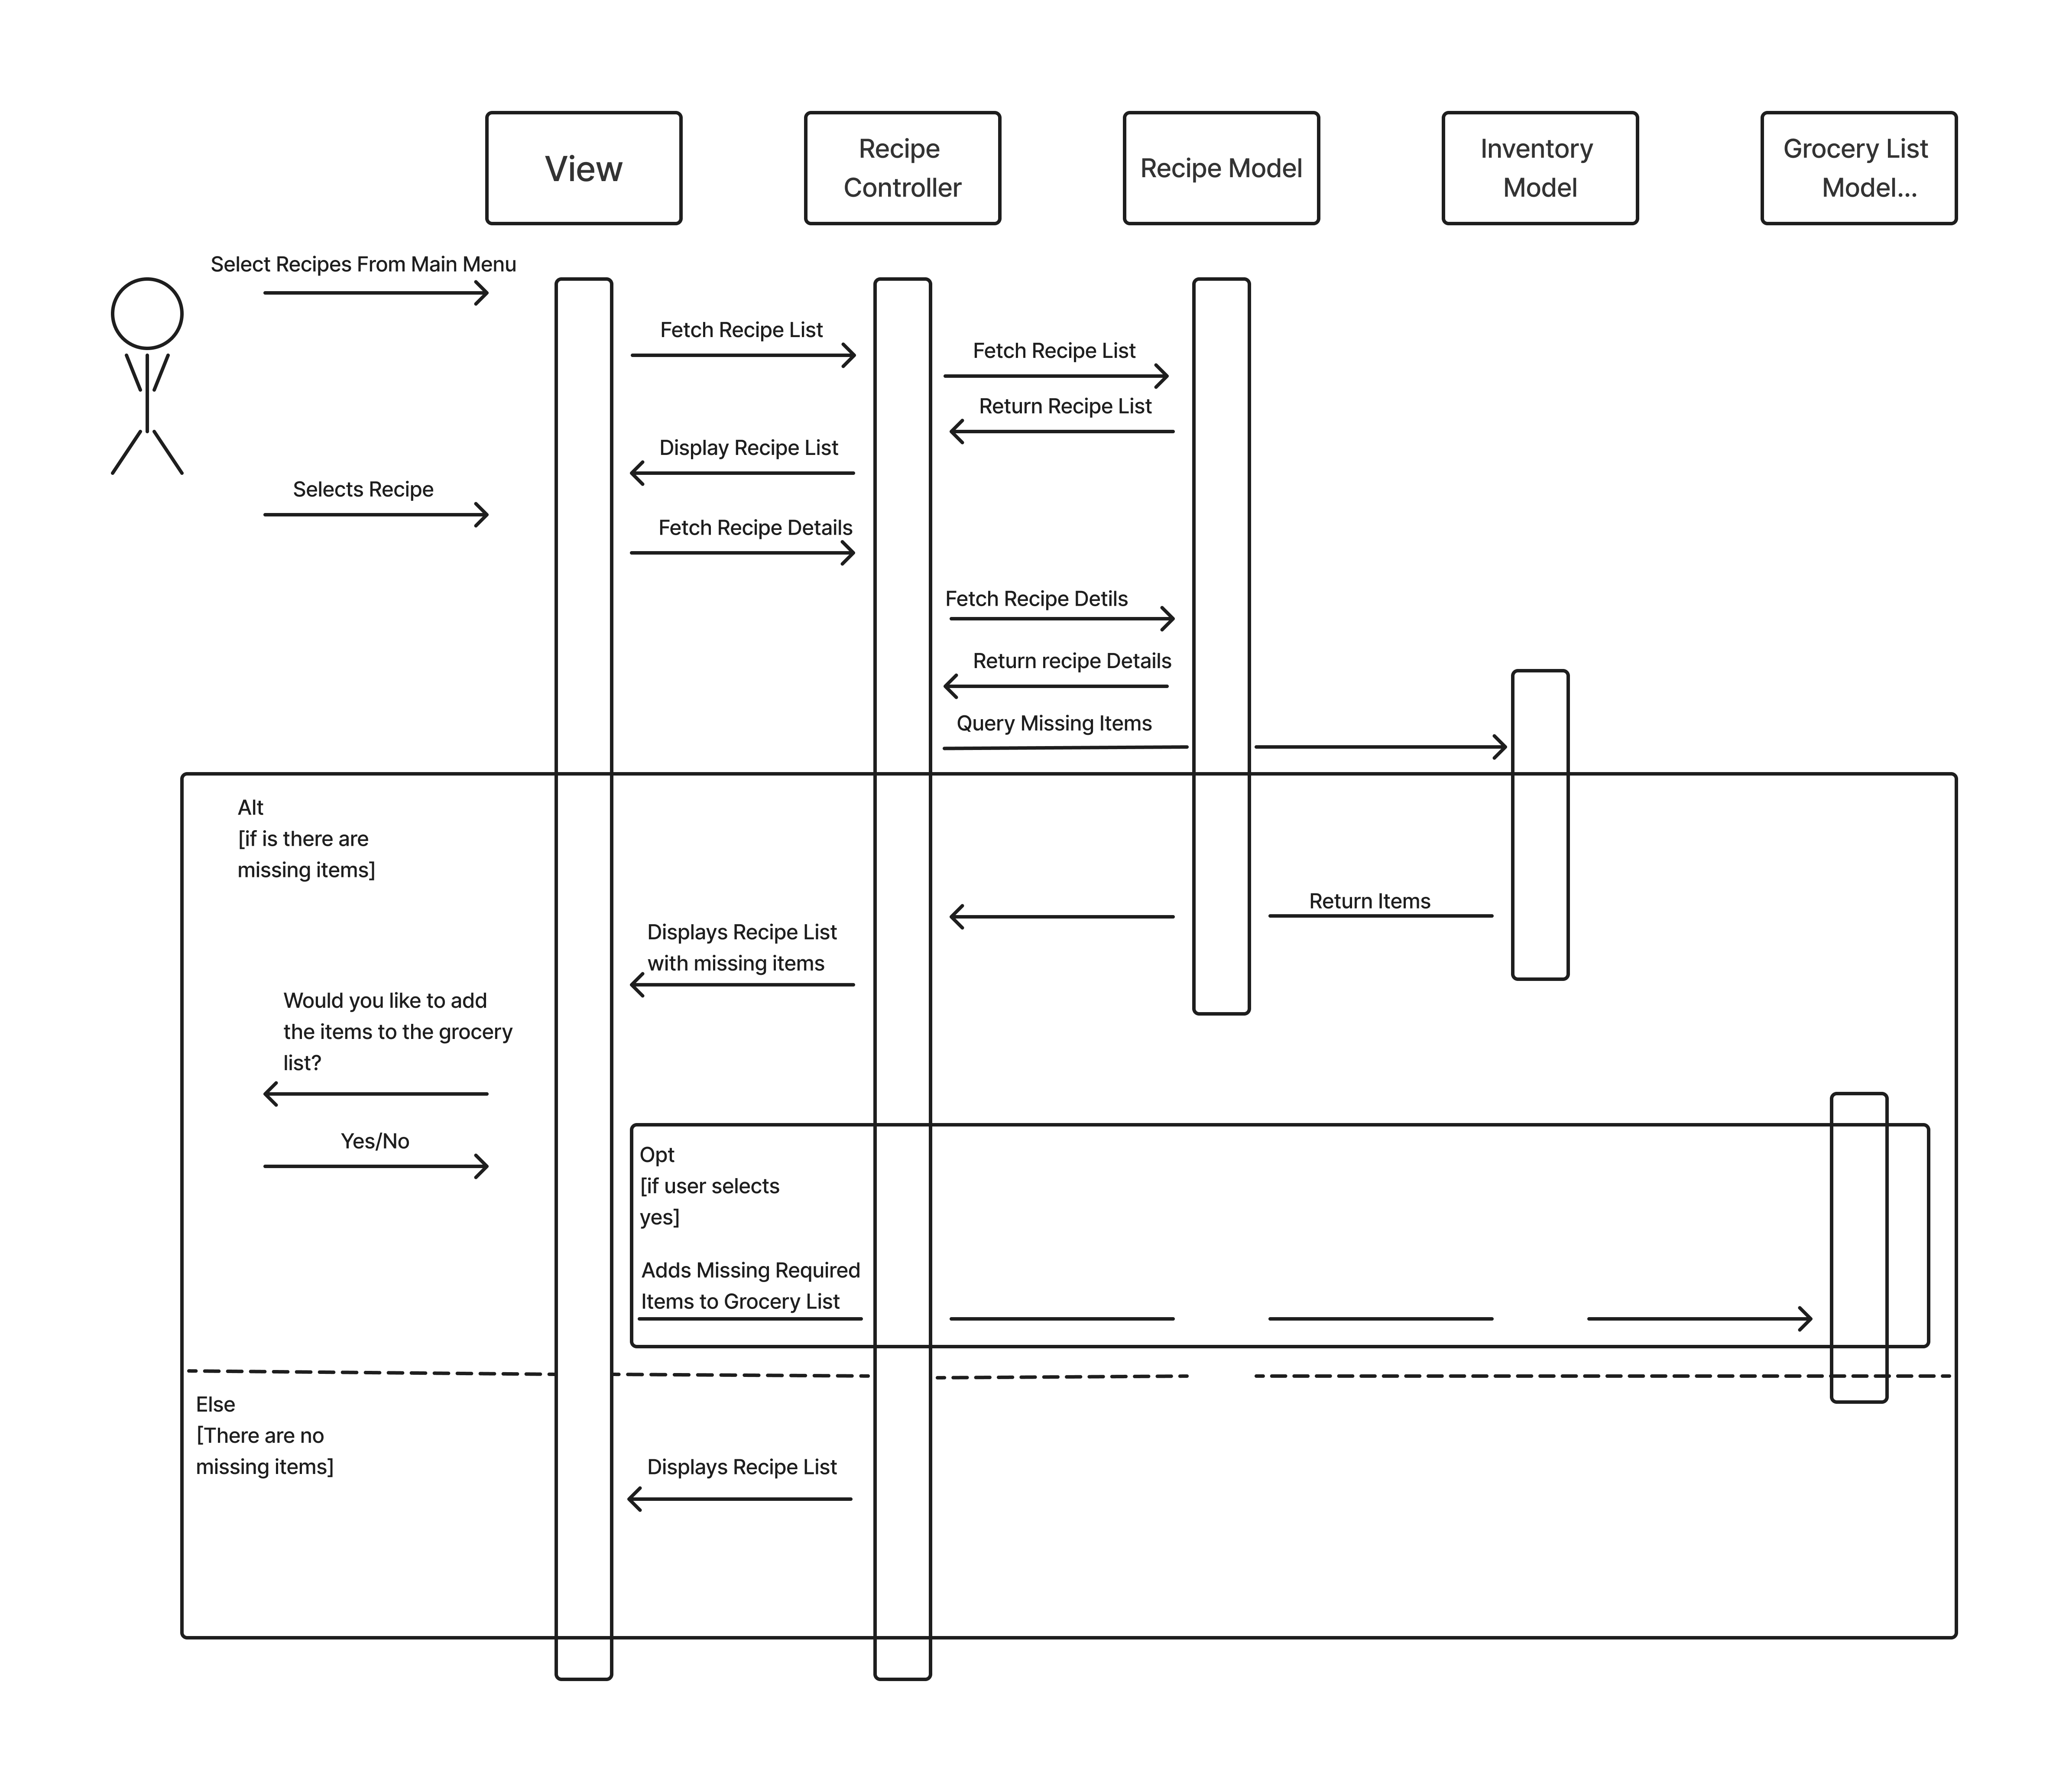 View
Recipe
Controller
Recipe Model
Inventory
Model
Grocery List
Model...
Select Recipes From Main Menu
Fetch Recipe List
Fetch Recipe List
Return Recipe List
Display Recipe List
Selects Recipe
Fetch Recipe Details
Fetch Recipe Detils
Return recipe Details
Query Missing Items
Alt
[if is there are
missing items]
Return Items
Displays Recipe List
with missing items
Would you like to add
the items to the grocery
list?
Yes/No
Opt
[if user selects
yes]
Adds Missing Required
Items to Grocery List
Else
[There are no
missing items]
Displays Recipe List